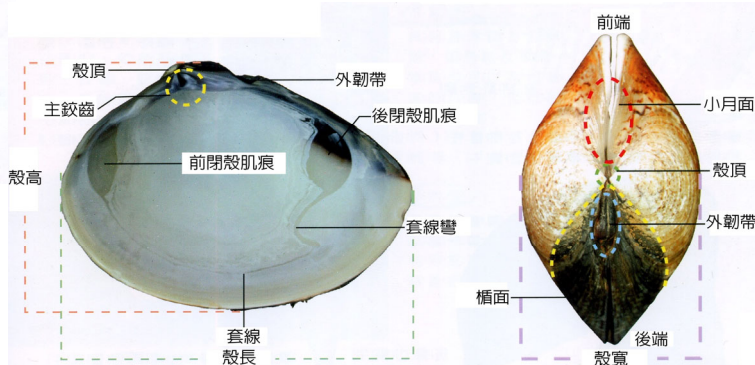 殼頂
主鉸齒
外韌帶
後閉殼肌痕
前閉殼肌痕
殼高
套線彎
套線
殼長
前端
小月面
殼頂
外韌帶
楯面
後端
殼寬